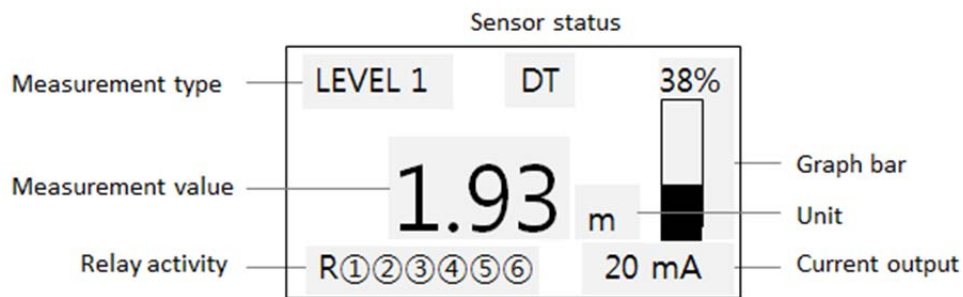 Sensor status
Measurement type
LEVEL 1
DT
38%
Measurement value
1.93
m
Graph bar
Unit
Relay activity
R①②③④⑤⑥
20 mA
Current output